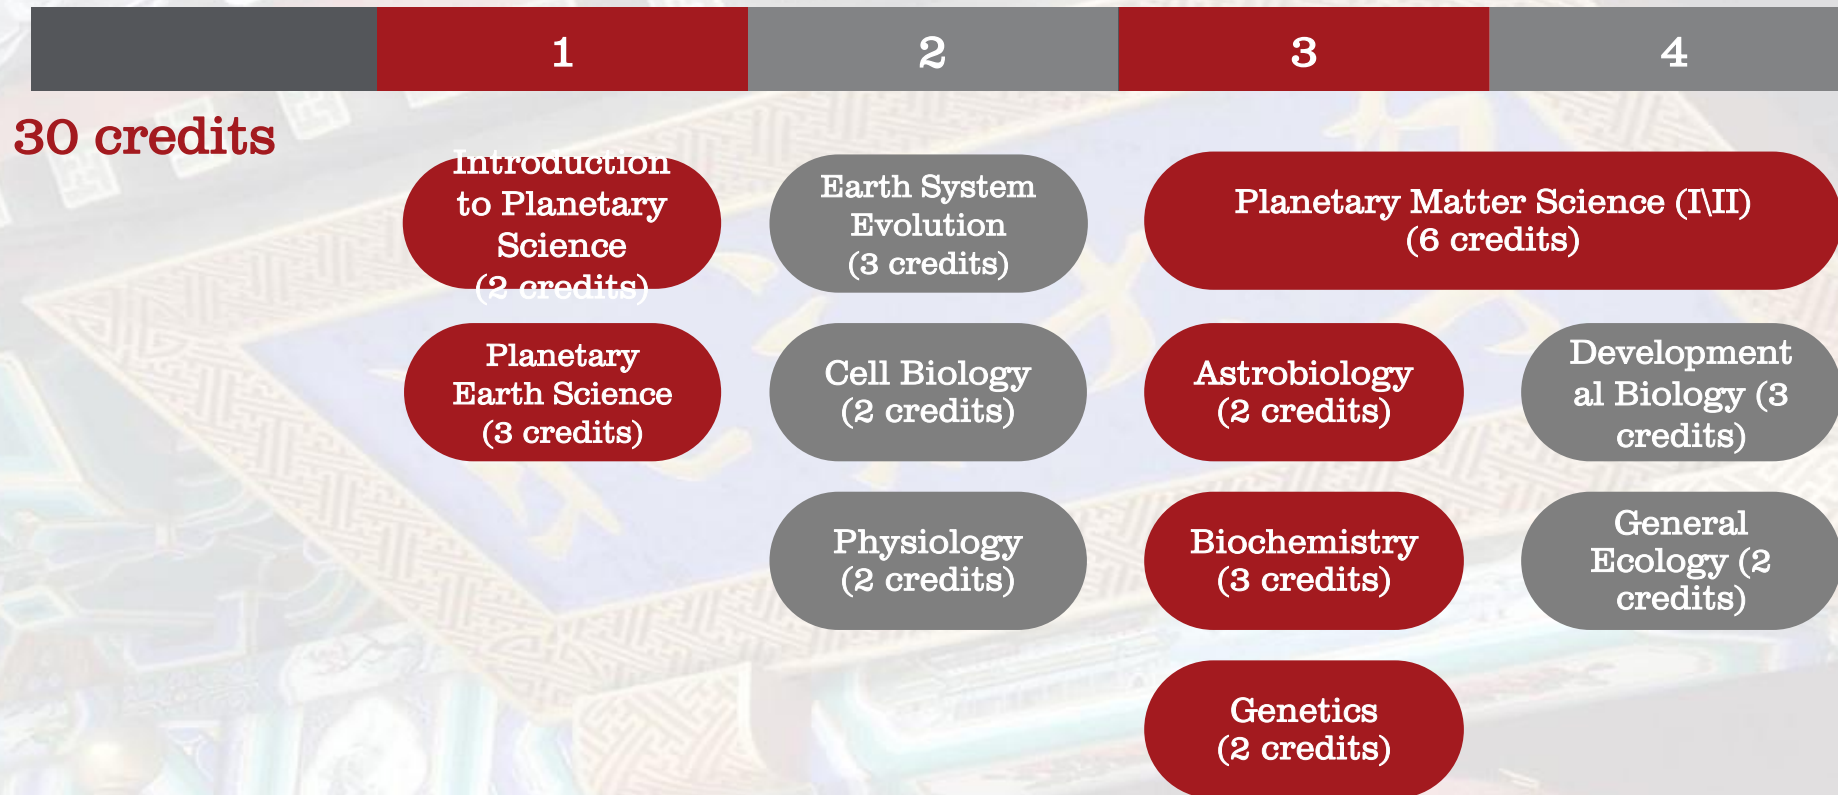 1
2
3
4
30 credits
Introduction
to Planetary
Science
(2 credits)
Earth System
Evolution
(3 credits)
Planetary Matter Science (I\II)
(6 credits)
Planetary
Earth Science
(3 credits)
Cell Biology
(2 credits)
Astrobiology
(2 credits)
Development
al Biology (3
credits)
Physiology
(2 credits)
Biochemistry
(3 credits)
General
Ecology (2
credits)
Genetics
(2 credits)